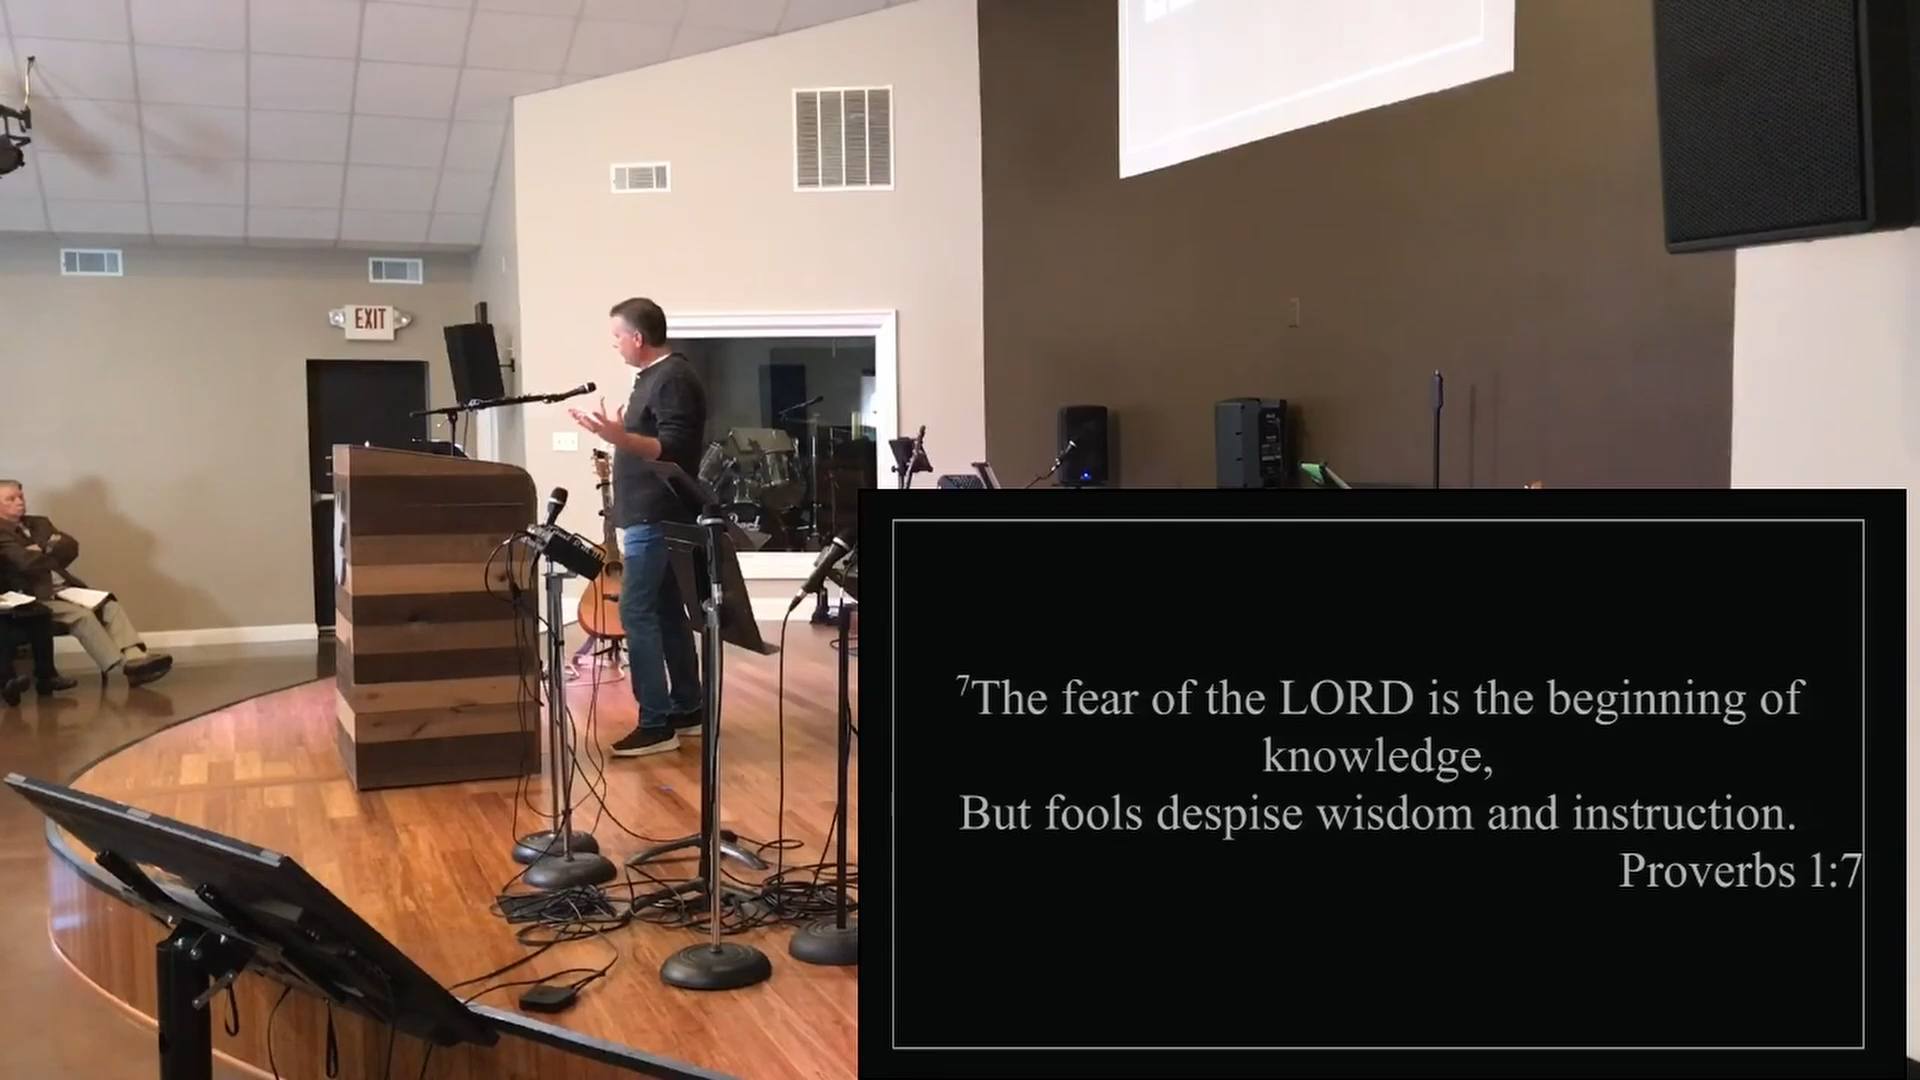 EXIT
⁷The fear of the LORD is the beginning of
knowledge,
But fools despise wisdom and instruction.
Proverbs 1:7